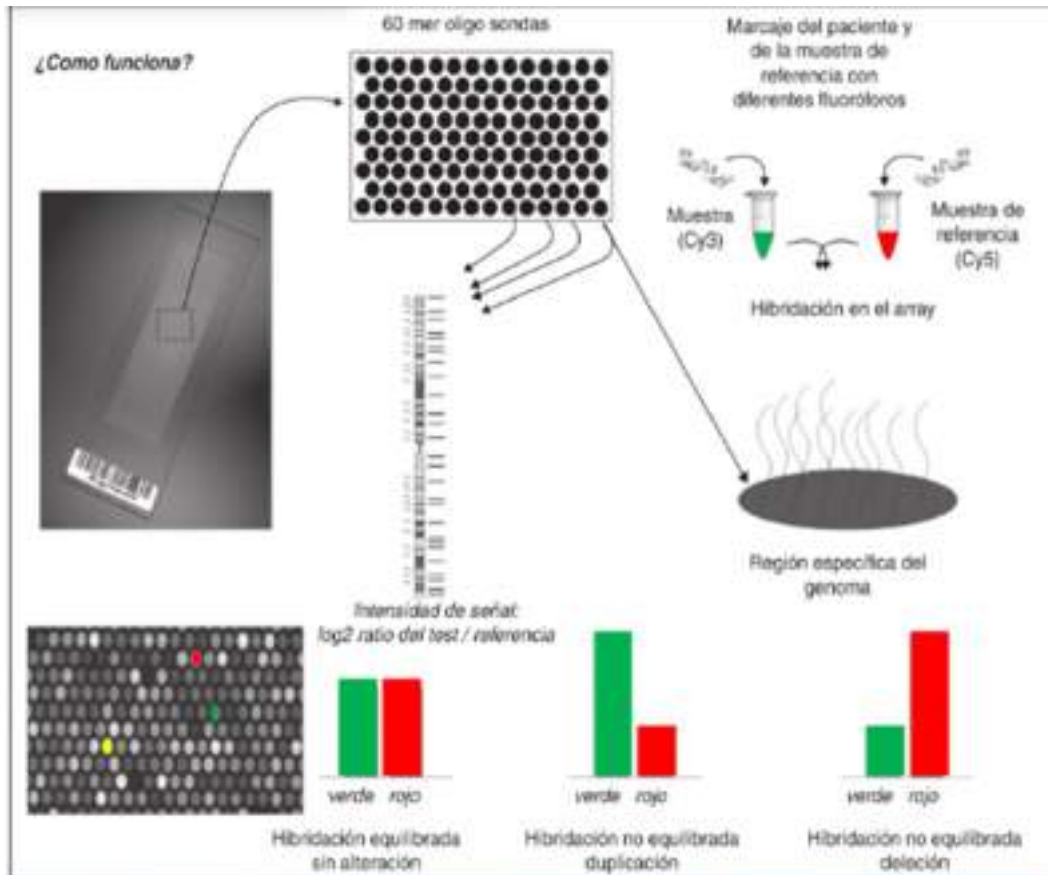 ¿Como funciona?
60 mer oligo sondas
Marcaje del paciente y
de la muestra de
referencia con
diferentes fluoróforos
Muestra
(Cy3)
Muestra de
referencia
(Cy5)
Hibridación en el array
Región específica del
genoma
Intensidad de señal:
log2 ratio del test / referencia
verde rojo
Hibridación equilibrada
sin alteración
verde rojo
Hibridación no equilibrada
duplicación
verde rojo
Hibridación no equilibrada
deleción